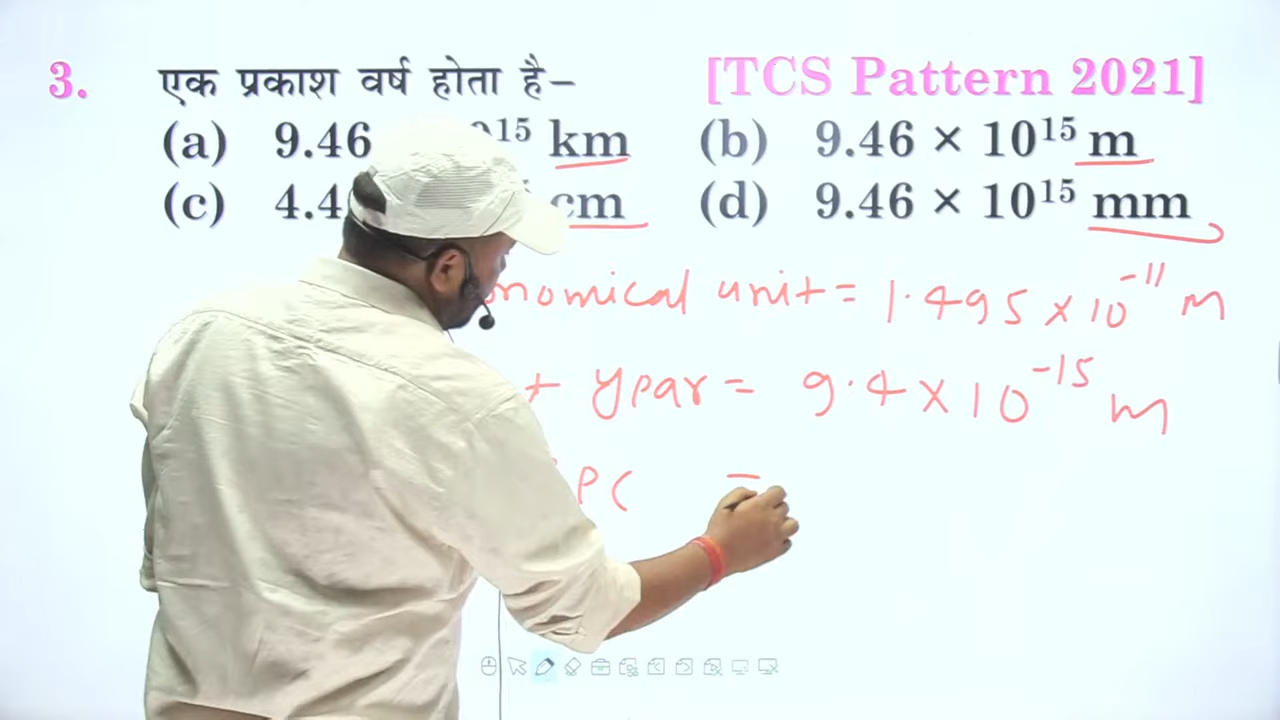 3. एक प्रकाश वर्ष होता है– [TCS Pattern 2021]
(a) 9.46 15 km (b) 9.46 × 10¹⁵ m
(c) 4.4 cm (d) 9.46 × 10¹⁵ mm
unit = 1.495 × 10⁻¹¹ m
year = 9.4 × 10⁻¹⁵ m
PC =